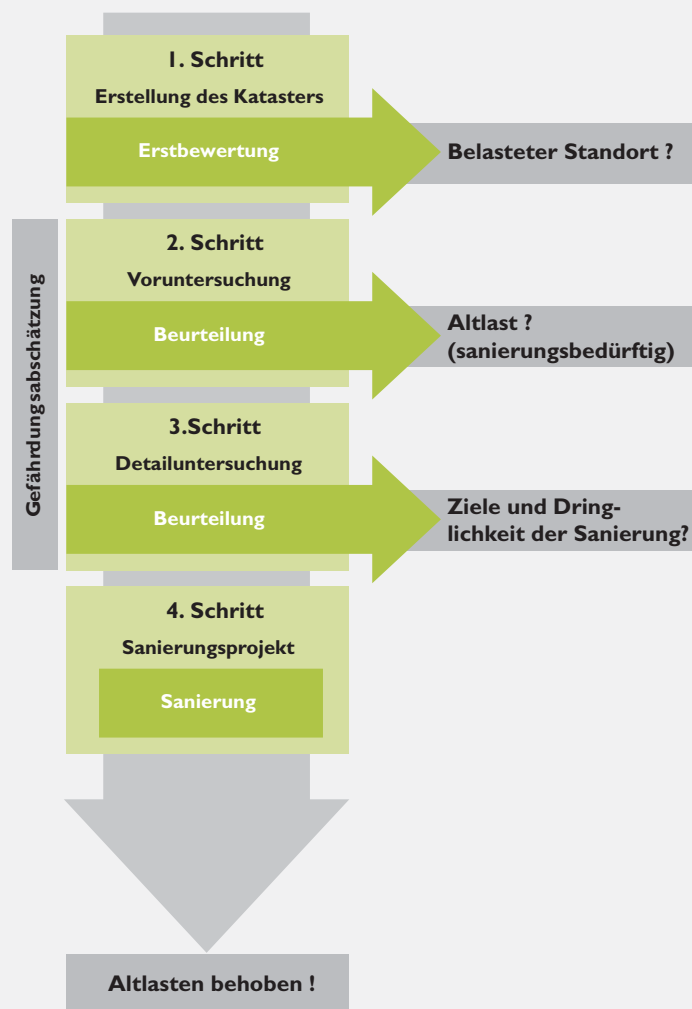 1. Schritt
Erstellung des Katasters
Erstbewertung
Belasteter Standort ?
Gefährdungsabschätzung
2. Schritt
Voruntersuchung
Beurteilung
Altlast ?
(sanierungsbedürftig)
3.Schritt
Detailuntersuchung
Beurteilung
Ziele und Dring-
lichkeit der Sanierung?
4. Schritt
Sanierungsprojekt
Sanierung
Altlasten behoben !